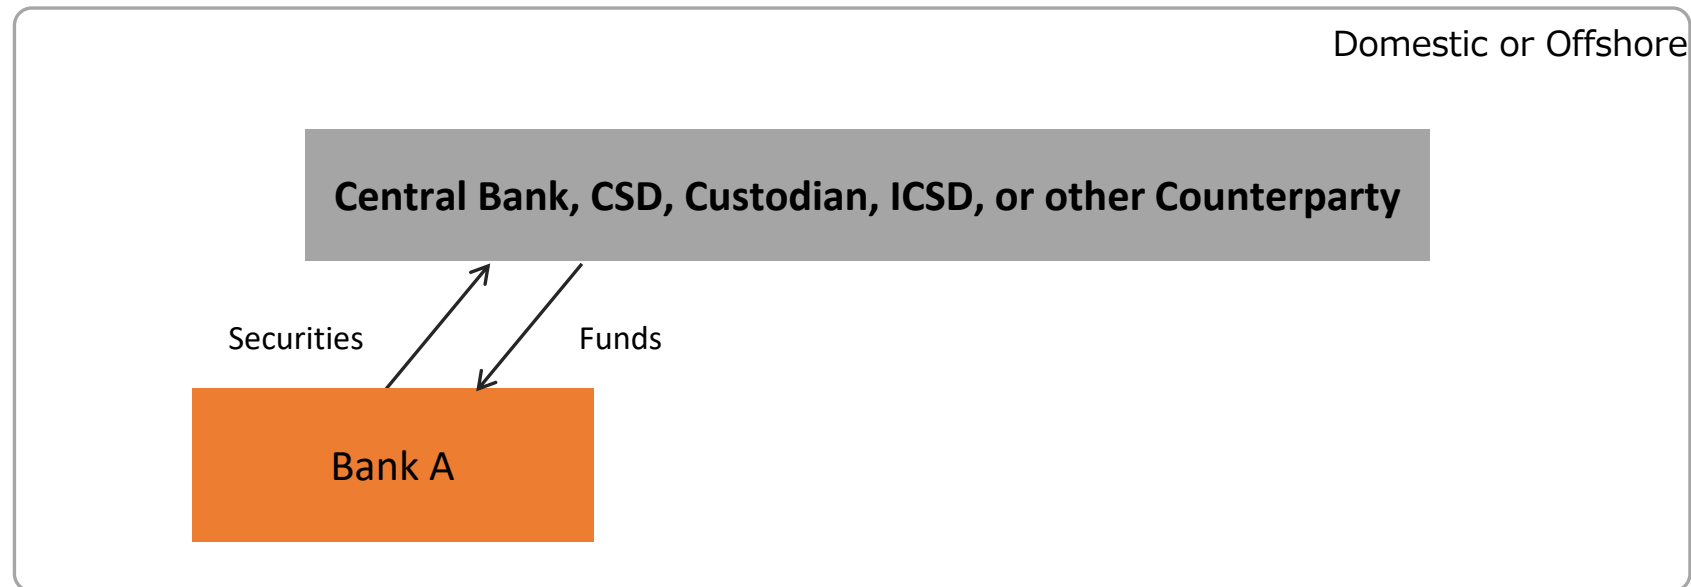 Domestic or Offshore
Central Bank, CSD, Custodian, ICSD, or other Counterparty
Securities
Funds
Bank A